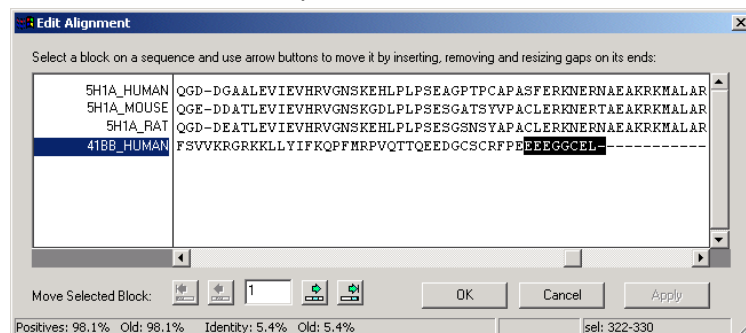 Edit Alignment
Select a block on a sequence and use arrow buttons to move it by inserting, removing and resizing gaps on its ends:
5H1A_HUMAN QGD-DGAALEVIEVHRVGNSKEHLPLPSEAGPTPCAPASFERKNERNAEAKRKMALAR
5H1A_MOUSE QGE-DDATLEVIEVHRVGNSKGDLPLPSESGATSYVPACLERKNERTAEAKRKMALAR
5H1A_RAT QGD-DEATLEVIEVHRVGNSKEHLPLPSESGSNSYAPACLERKNERNAEAKRKMALAR
41BB_HUMAN FSVVKRGRKKLLYIFKQPFMRPVQTTQEEDGCSCRFPEEEEGGCEL------------
Move Selected Block: 1 OK Cancel Apply
Positives: 98.1% Old: 98.1% Identity: 5.4% Old: 5.4% sel: 322-330